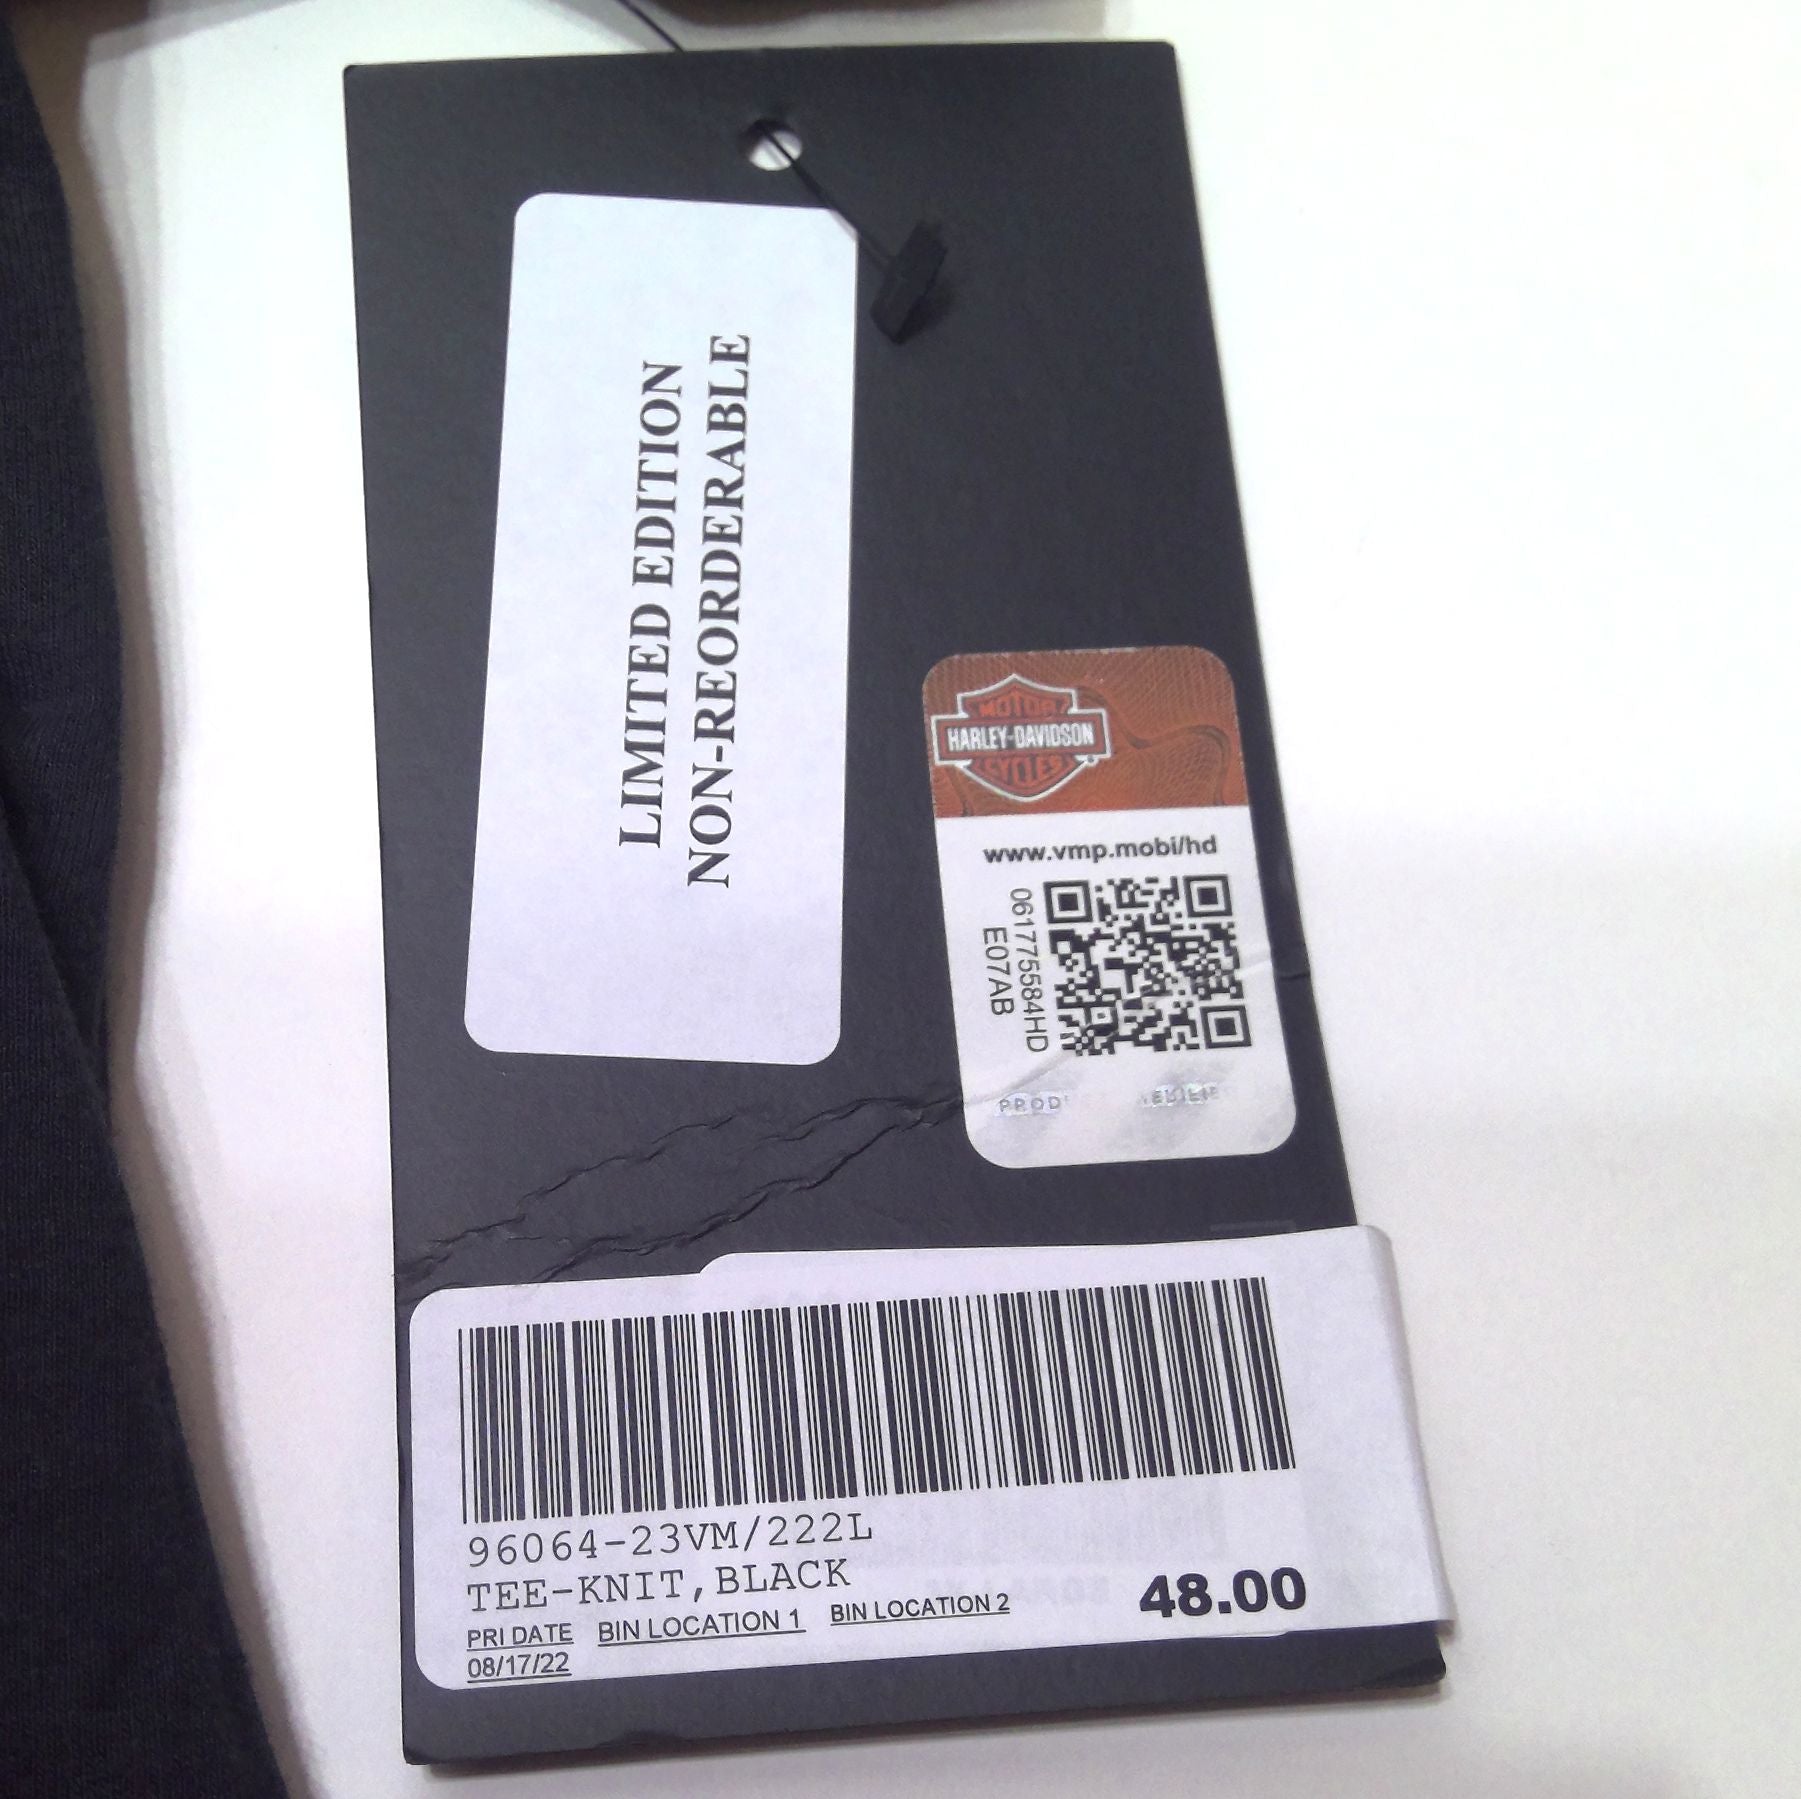 LIMITED EDITION
NON-REORDERABLE
MOTOR
HARLEY-DAVIDSON
CYCLES
www.vmp.mobi/hd
061775584HD
E07AB
96064-23VM/222L
TEE-KNIT,BLACK
48.00
PRI DATE BIN LOCATION 1 BIN LOCATION 2
08/17/22